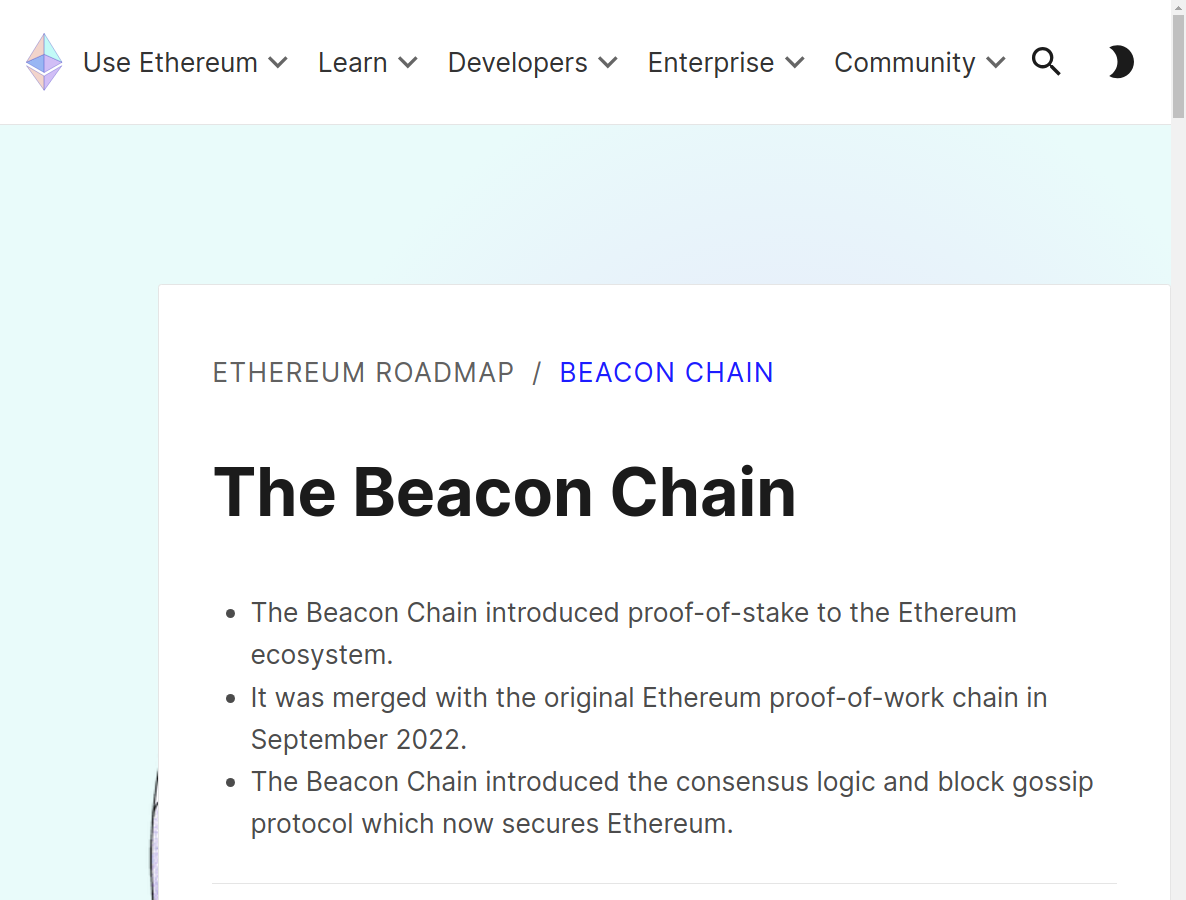 Use Ethereum Learn Developers Enterprise Community
ETHEREUM ROADMAP / BEACON CHAIN
The Beacon Chain
• The Beacon Chain introduced proof-of-stake to the Ethereum
ecosystem.
• It was merged with the original Ethereum proof-of-work chain in
September 2022.
• The Beacon Chain introduced the consensus logic and block gossip
protocol which now secures Ethereum.